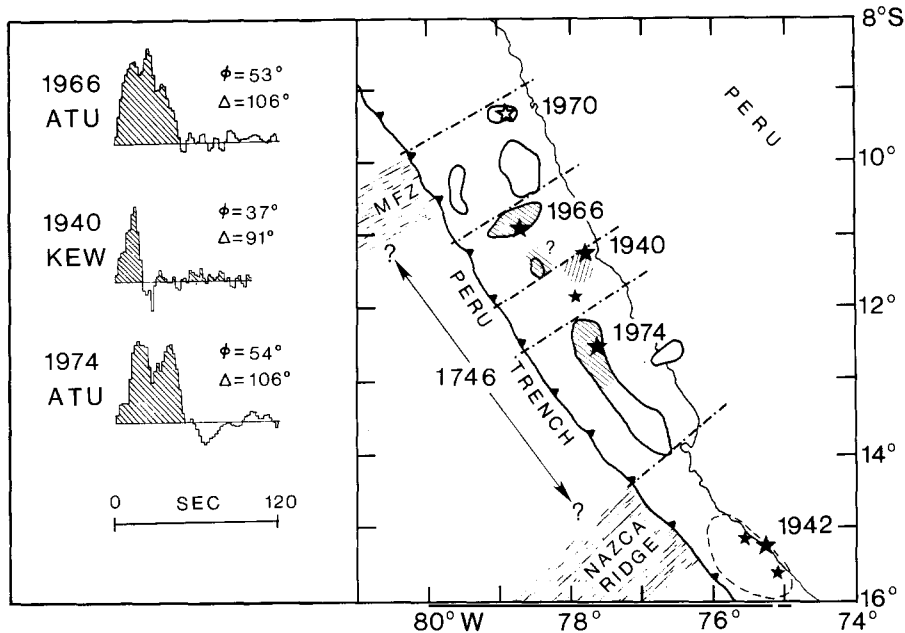 1966
ATU
ϕ = 53°
Δ = 106°
1940
KEW
ϕ = 37°
Δ = 91°
1974
ATU
ϕ = 54°
Δ = 106°
0 SEC 120
8°S
10°
12°
14°
16°
80°W 78° 76° 74°
PERU
1970
MFZ
1966
?
1940
?
PERU TRENCH
1974
1746
?
NAZCA
RIDGE
1942